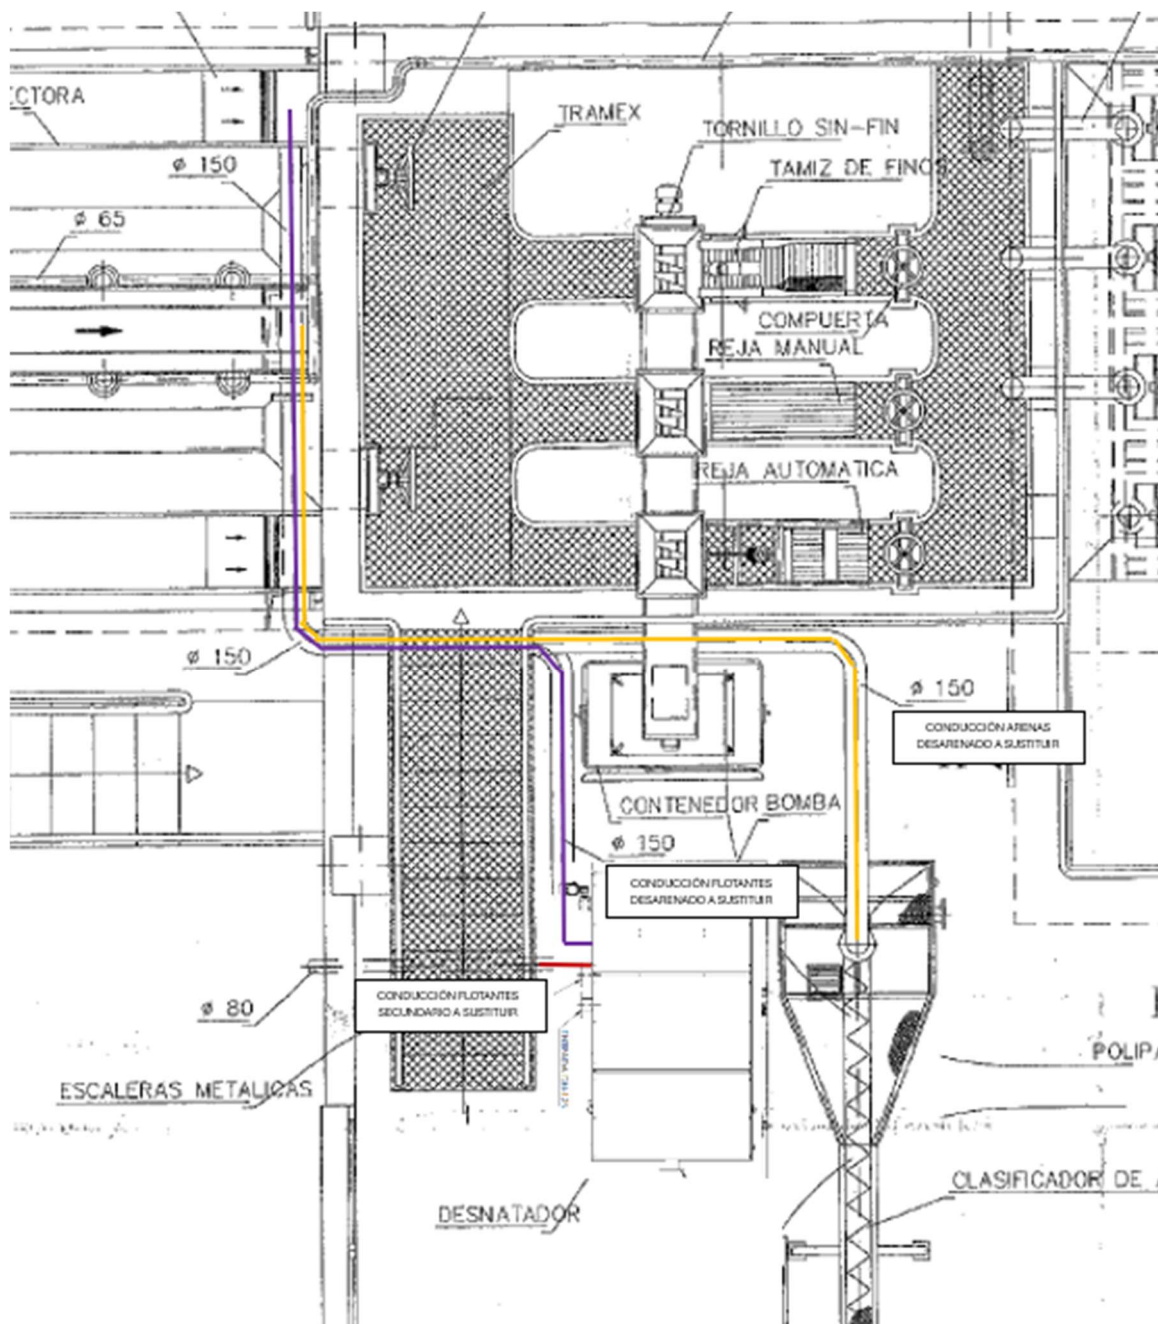 ECTORA
TRAMEX
TORNILLO SIN-FIN
TAMIZ DE FINOS
ø 150
ø 65
COMPUERTA
REJA MANUAL
REJA AUTOMATICA
ø 150
ø 150
CONDUCCIÓN ARENAS
DESARENADO A SUSTITUIR
CONTENEDOR BOMBA
ø 150
CONDUCCIÓN FLOTANTES
DESARENADO A SUSTITUIR
CONDUCCIÓN FLOTANTES
SECUNDARIO A SUSTITUIR
ø 80
POLIPA
ESCALERAS METALICAS
CLASIFICADOR DE
DESNATADOR